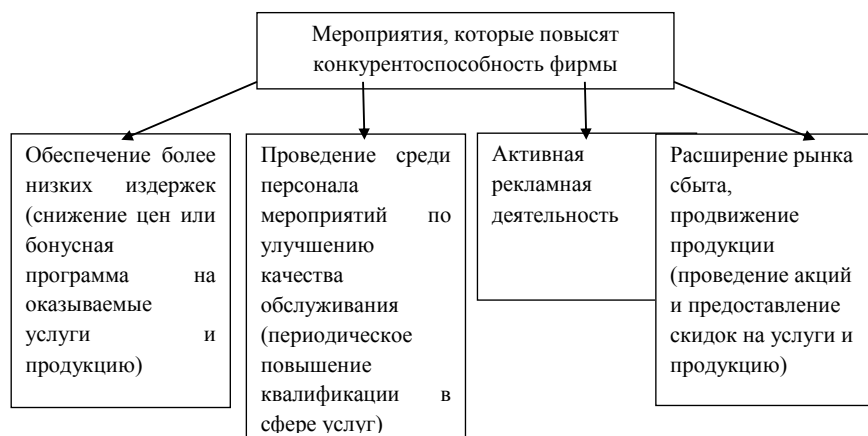 Мероприятия, которые повысят
конкурентоспособность фирмы
Обеспечение более
низких издержек
(снижение цен или
бонусная
программа на
оказываемые
услуги и
продукцию)
Проведение среди
персонала
мероприятий по
улучшению
качества
обслуживания
(периодическое
повышение
квалификации в
сфере услуг)
Активная
рекламная
деятельность
Расширение рынка
сбыта,
продвижение
продукции
(проведение акций
и предоставление
скидок на услуги и
продукцию)